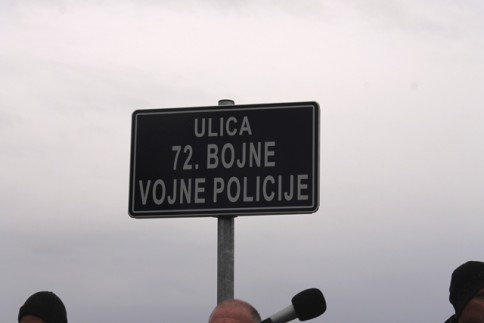 ULICA
72. BOJNE
VOJNE POLICIJE